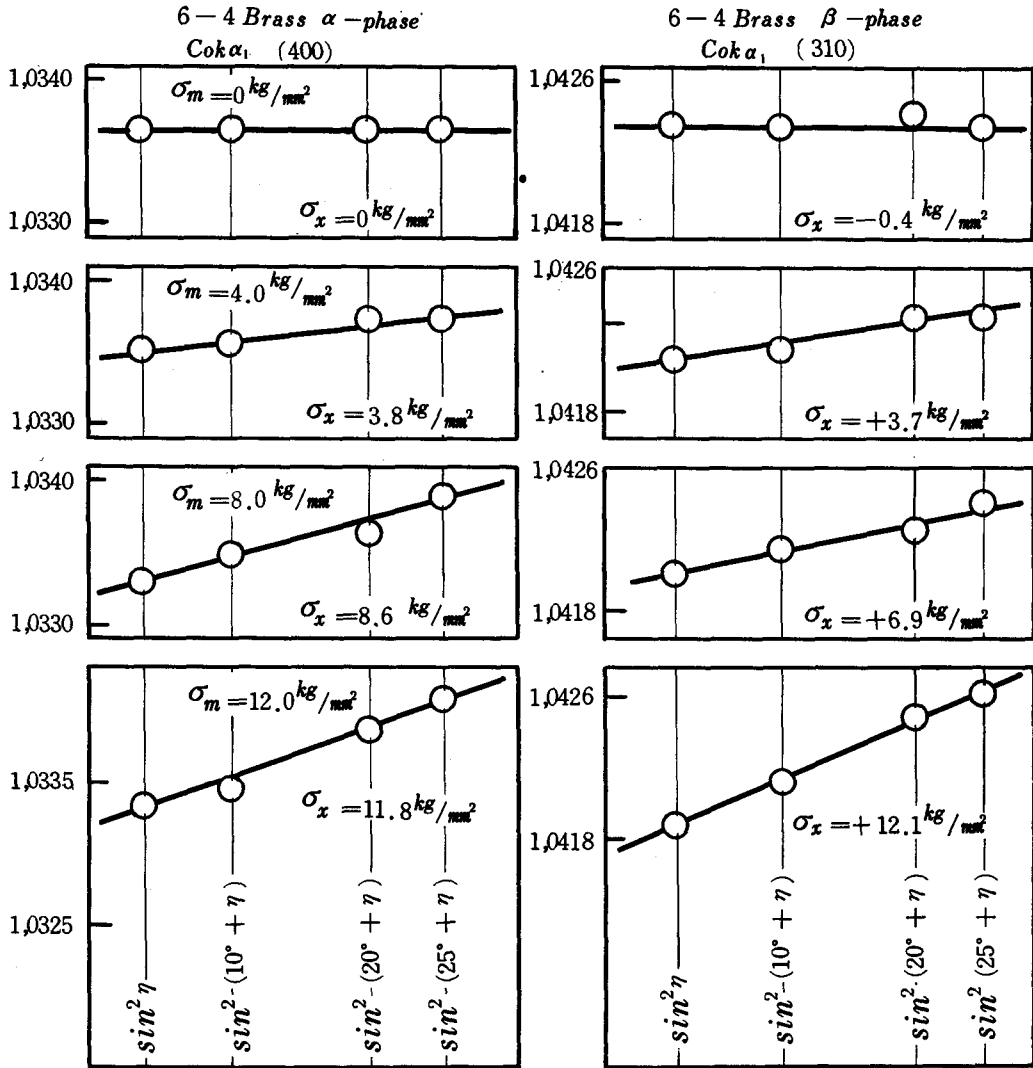 6-4 Brass α-phase
Cokα₁ (400)
1,0340
σm=0 kg/mm²
1,0330
σx=0 kg/mm²
1,0340
σm=4.0 kg/mm²
1,0330
σx=3.8 kg/mm²
1,0340
σm=8.0 kg/mm²
1,0330
σx=8.6 kg/mm²
σm=12.0 kg/mm²
1,0335
σx=11.8 kg/mm²
1,0325
sin² η
sin²-(10°+η)
sin²-(20°+η)
sin²-(25°+η)
6-4 Brass β-phase
Cokα₁ (310)
1,0426
1,0418
σx=-0.4 kg/mm²
1,0426
1,0418
σx=+3.7 kg/mm²
1,0426
1,0418
σx=+6.9 kg/mm²
1,0426
1,0418
σx=+12.1 kg/mm²
sin² η
sin²-(10°+η)
sin²·(20°+η)
sin² (25°+η)